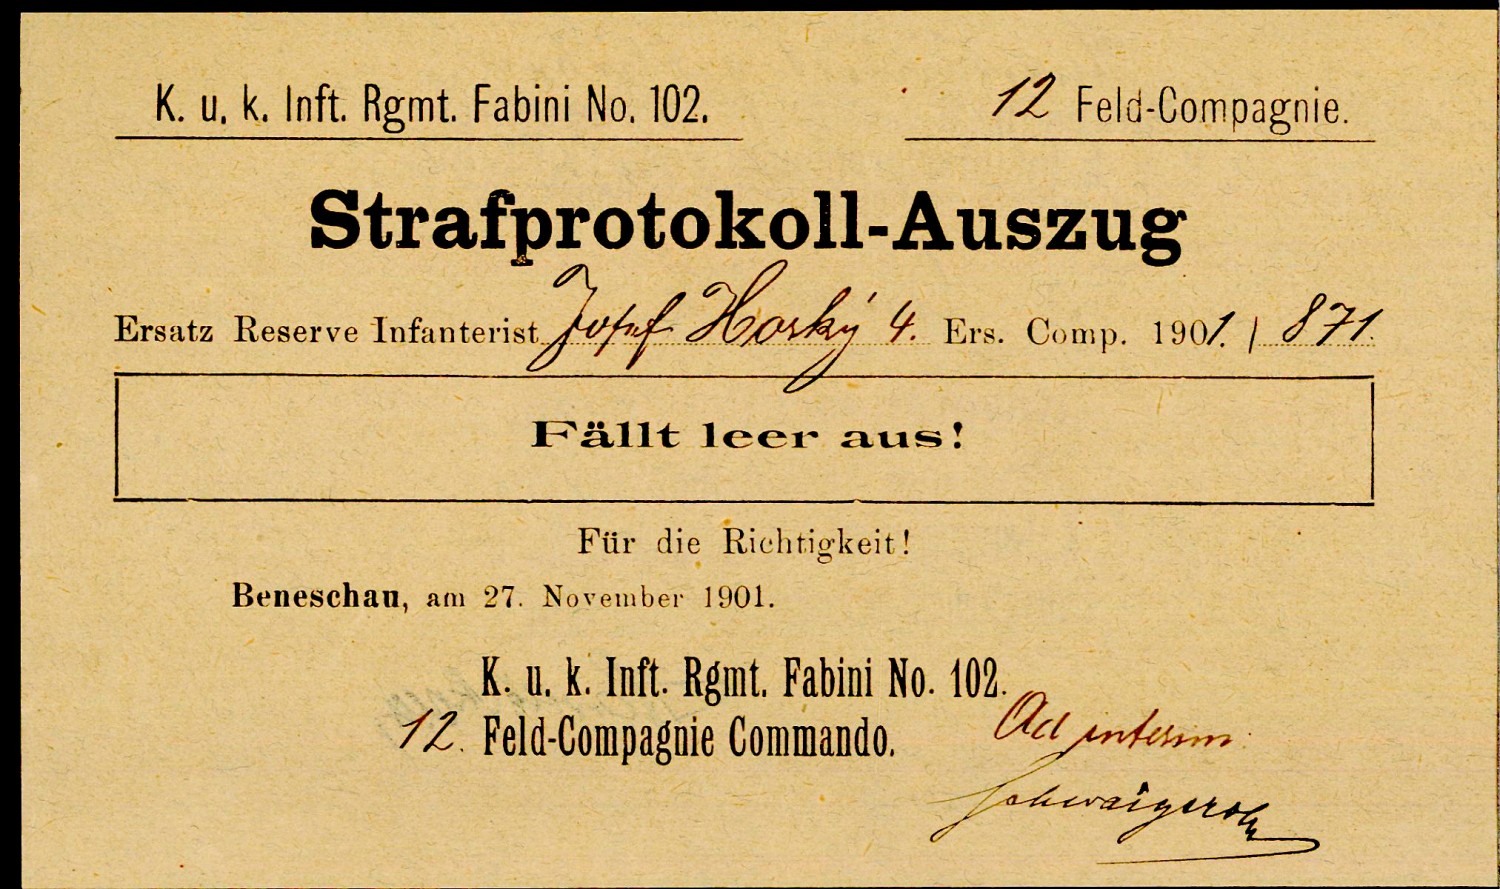 K. u. k. Inft. Rgmt. Fabini No. 102.
12 Feld-Compagnie.
Strafprotokoll-Auszug
Ersatz Reserve Infanterist Josef Horský 4. Ers. Comp. 1901. / 871.
Fällt leer aus!
Für die Richtigkeit!
Beneschau, am 27. November 1901.
K. u. k. Inft. Rgmt. Fabini No. 102.
12. Feld-Compagnie Commando.
Ad interim